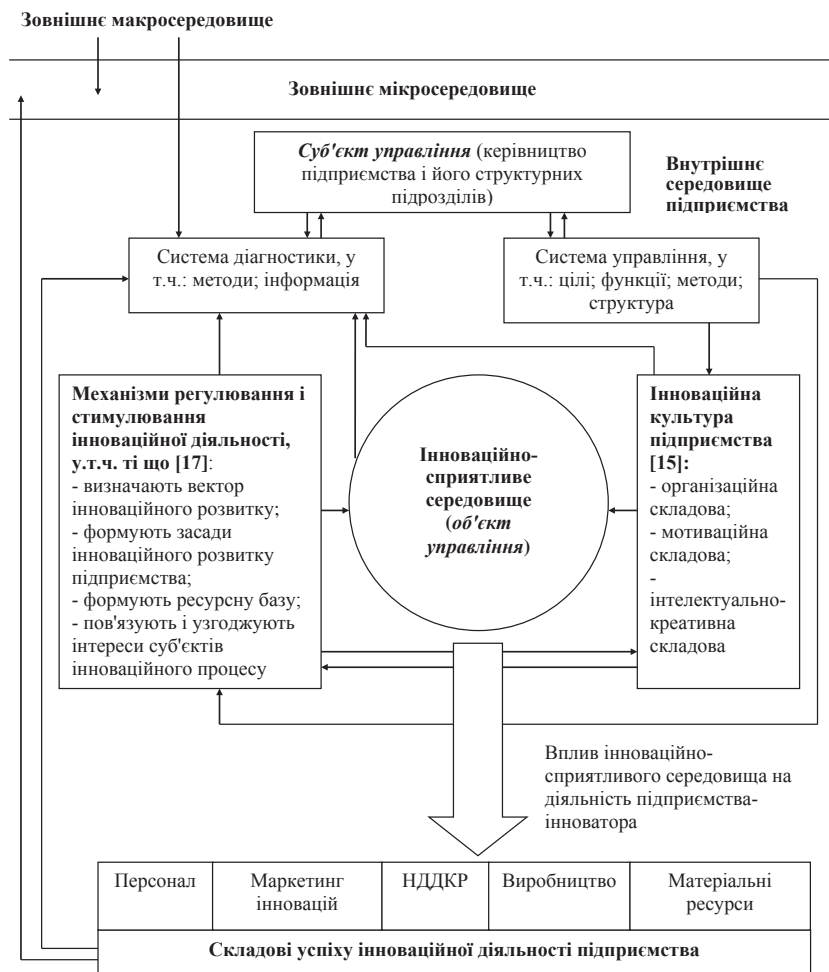 Зовнішнє макросередовище
Зовнішнє мікросередовище
Суб'єкт управління (керівництво
підприємства і його структурних
підрозділів)
Внутрішнє
середовище
підприємства
Система діагностики, у
т.ч.: методи; інформація
Система управління, у
т.ч.: цілі; функції; методи;
структура
Механізми регулювання і
стимулювання
інноваційної діяльності,
у.т.ч. ті що [17]:
- визначають вектор
інноваційного розвитку;
- формують засади
інноваційного розвитку
підприємства;
- формують ресурсну базу;
- пов'язують і узгоджують
інтереси суб'єктів
інноваційного процесу
Інноваційно-
сприятливе
середовище
(об'єкт
управління)
Інноваційна
культура
підприємства
[15]:
- організаційна
складова;
- мотиваційна
складова;
-
інтелектуально-
креативна
складова
Вплив інноваційно-
сприятливого середовища на
діяльність підприємства-
інноватора
Персонал
Маркетинг
інновацій
НДДКР
Виробництво
Матеріальні
ресурси
Складові успіху інноваційної діяльності підприємства